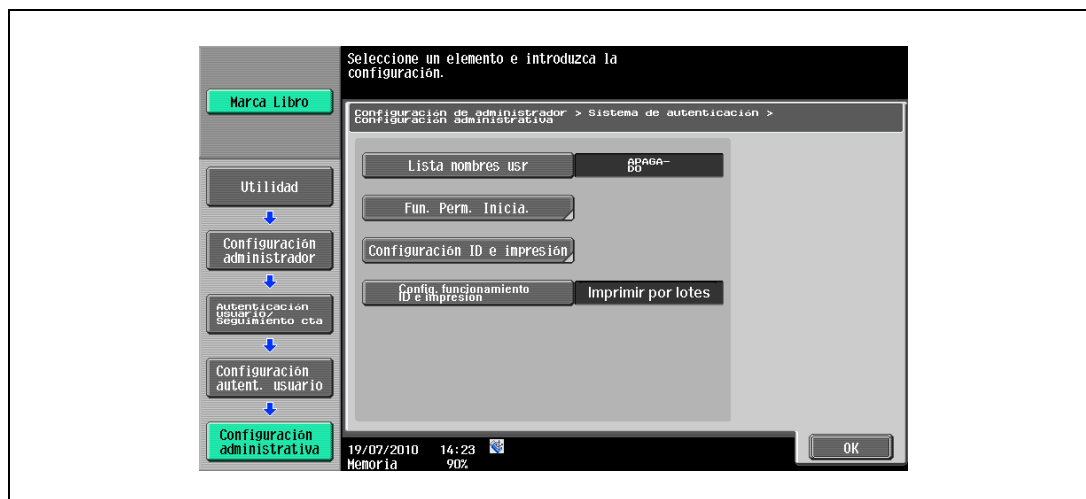 Seleccione un elemento e introduzca la
configuración.
Marca Libro
Configuración de administrador > Sistema de autenticación >
Configuración administrativa
Lista nombres usr
APAGA-
DO
Utilidad
Fun. Perm. Inicia.
Configuración
administrador
Configuración ID e impresión
Config. funcionamiento
ID e impresión
Imprimir por lotes
Autenticación
usuario/
Seguimiento cta
Configuración
autent. usuario
Configuración
administrativa
19/07/2010 14:23
Memoria 90%
OK